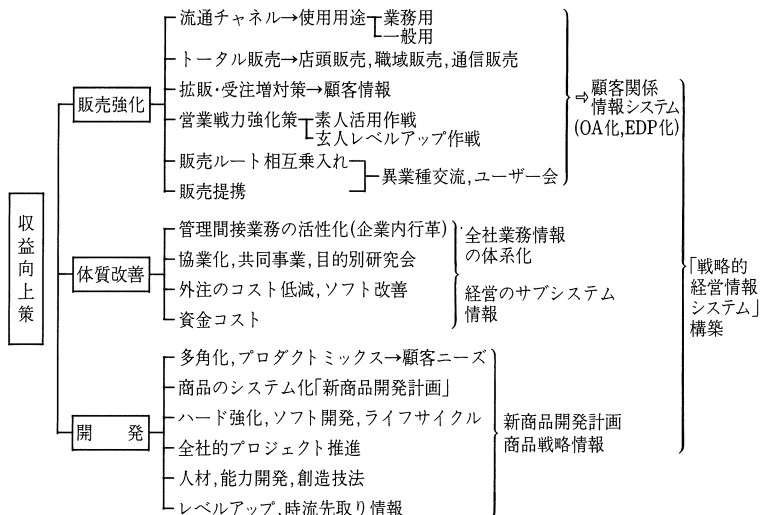 収益向上策
販売強化
流通チャネル→使用用途
業務用
一般用
トータル販売→店頭販売,職域販売,通信販売
拡販・受注増対策→顧客情報
営業戦力強化策
素人活用作戦
玄人レベルアップ作戦
販売ルート相互乗入れ
販売提携
異業種交流,ユーザー会
⇨顧客関係
情報システム
(OA化,EDP化)
体質改善
管理間接業務の活性化(企業内行革)
協業化,共同事業,目的別研究会
外注のコスト低減,ソフト改善
資金コスト
全社業務情報
の体系化
経営のサブシステム
情報
開発
多角化,プロダクトミックス→顧客ニーズ
商品のシステム化「新商品開発計画」
ハード強化,ソフト開発,ライフサイクル
全社的プロジェクト推進
人材,能力開発,創造技法
レベルアップ,時流先取り情報
新商品開発計画
商品戦略情報
「戦略的
経営情報
システム」
構築